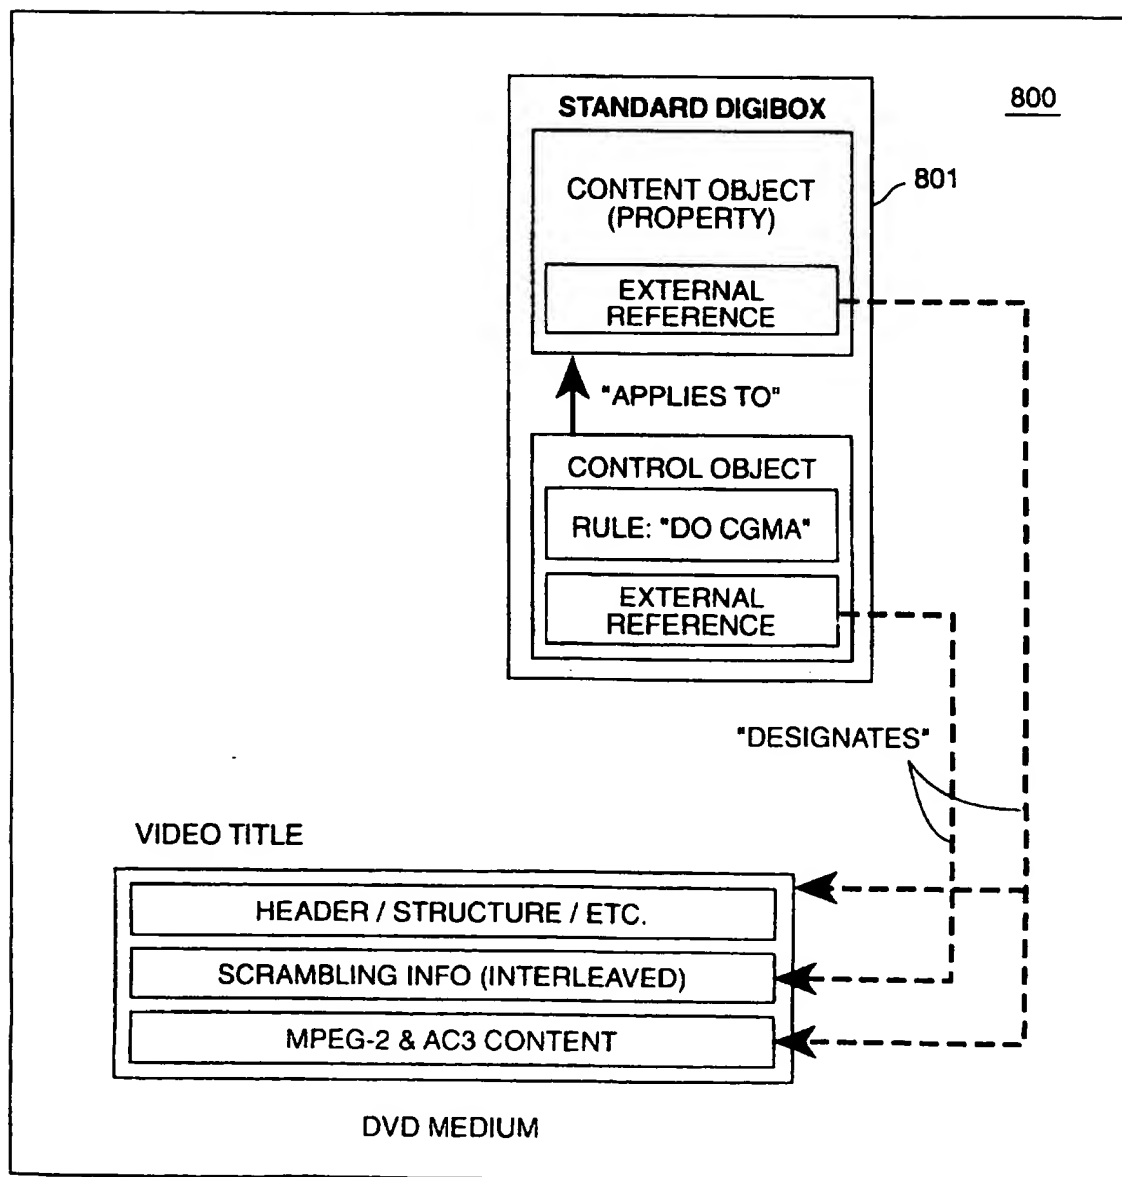 800
STANDARD DIGIBOX
801
CONTENT OBJECT
(PROPERTY)
EXTERNAL
REFERENCE
"APPLIES TO"
CONTROL OBJECT
RULE: "DO CGMA"
EXTERNAL
REFERENCE
"DESIGNATES"
VIDEO TITLE
HEADER / STRUCTURE / ETC.
SCRAMBLING INFO (INTERLEAVED)
MPEG-2 & AC3 CONTENT
DVD MEDIUM